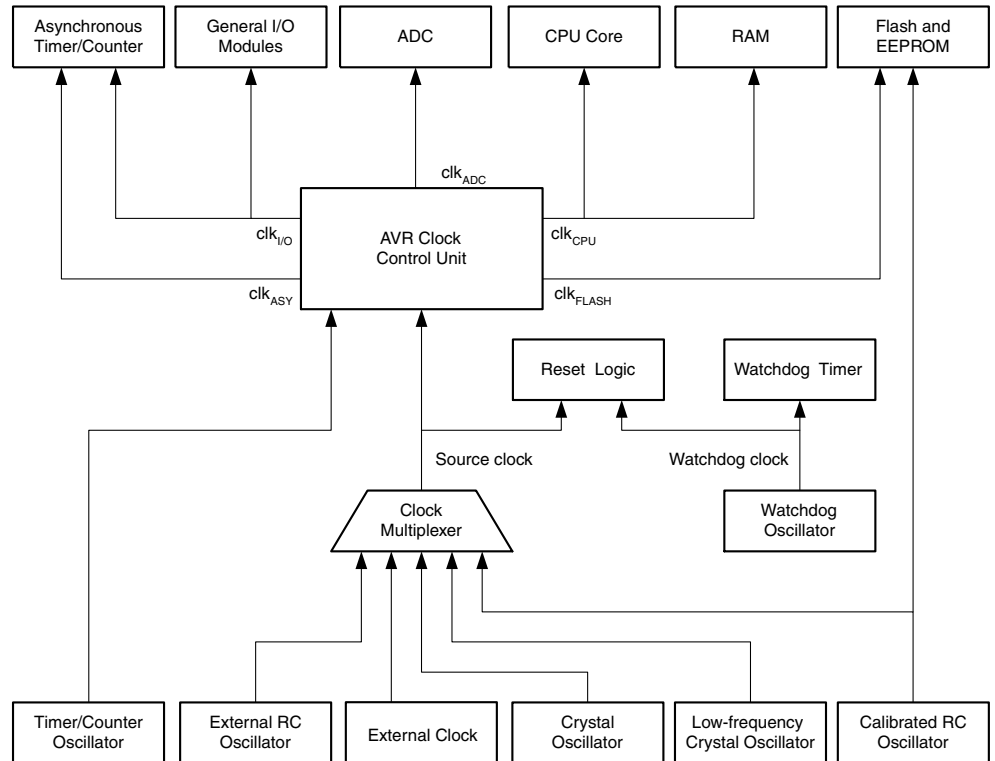 Asynchronous
Timer/Counter
General I/O
Modules
ADC
CPU Core
RAM
Flash and
EEPROM
clkADC
clkI/O
AVR Clock
Control Unit
clkCPU
clkASY
clkFLASH
Reset Logic
Watchdog Timer
Source clock
Watchdog clock
Clock
Multiplexer
Watchdog
Oscillator
Timer/Counter
Oscillator
External RC
Oscillator
External Clock
Crystal
Oscillator
Low-frequency
Crystal Oscillator
Calibrated RC
Oscillator